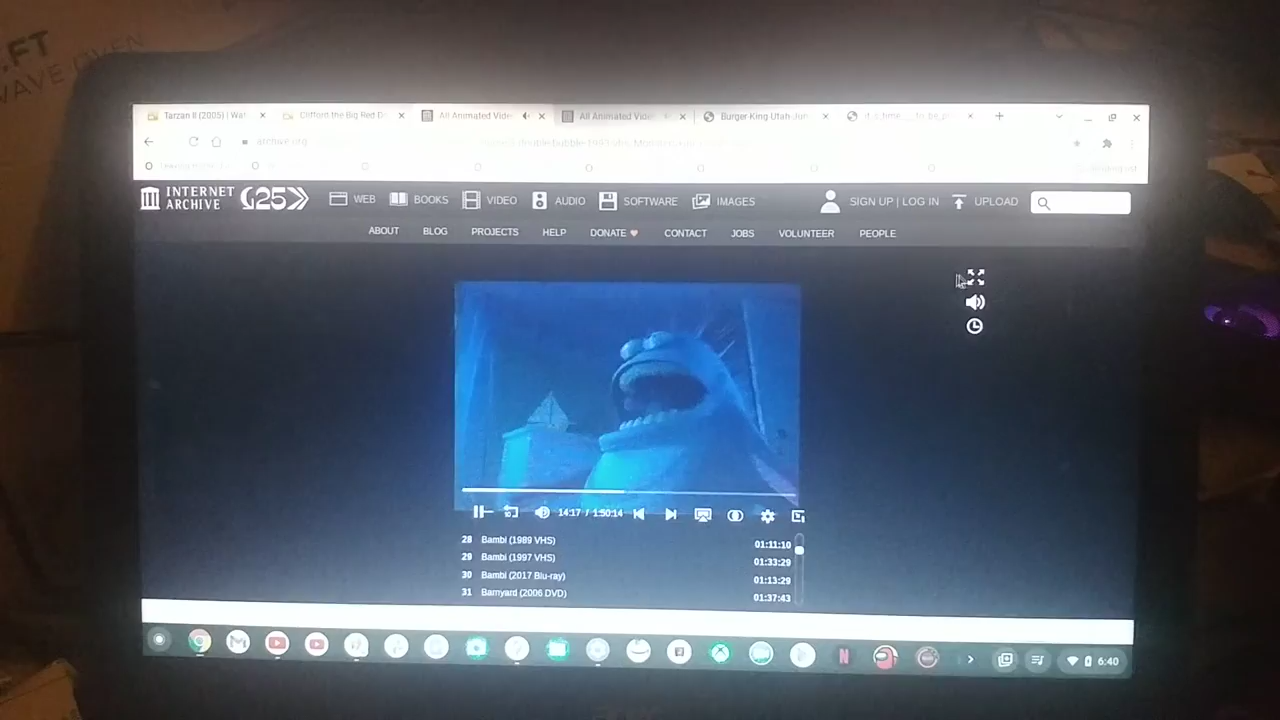 FT
WAVE OVEN
Tarzan II (2005) | Wat
Clifford the Big Red D
All Animated Vide
All Animated Vide
Burger King Utah Jun
archive.org
INTERNET ARCHIVE 25
WEB BOOKS VIDEO AUDIO SOFTWARE IMAGES
SIGN UP | LOG IN UPLOAD
ABOUT BLOG PROJECTS HELP DONATE CONTACT JOBS VOLUNTEER PEOPLE
14:17 / 1:50:14
28 Bambi (1989 VHS) 01:11:10
29 Bambi (1997 VHS) 01:33:29
30 Bambi (2017 Blu-ray) 01:13:29
31 Barnyard (2006 DVD) 01:37:43
6:40